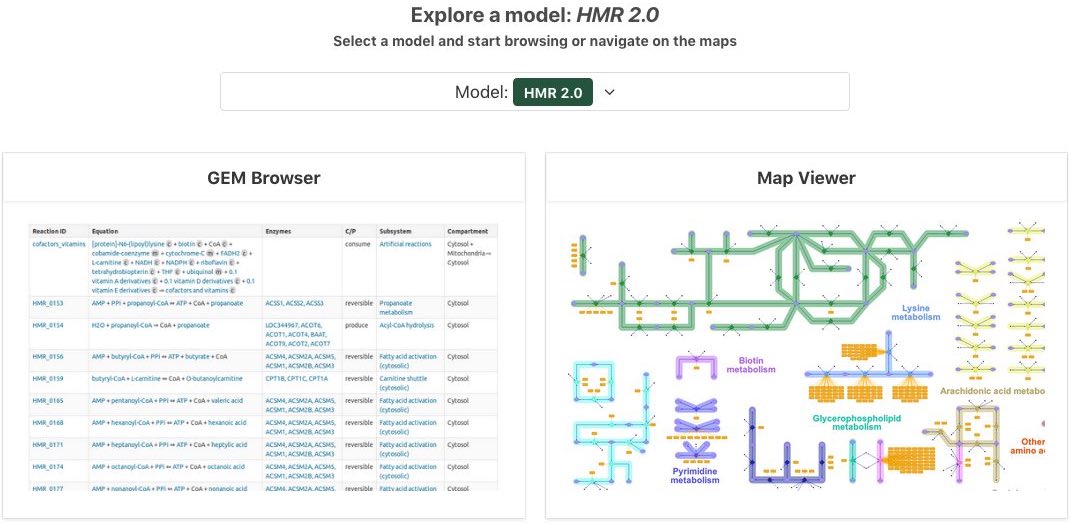 Explore a model: HMR 2.0
Select a model and start browsing or navigate on the maps
Model: HMR 2.0
GEM Browser
Reaction ID Equation Enzymes C/P Subsystem Compartment
cofactors_vitamins [protein]-N6-(lipoyl)lysine c + biotin c + CoA c + consume Artificial reactions Cytosol +
cobamide-coenzyme m + cytochrome-C m + FADH2 c + Mitochondria ⇒
L-carnitine c + NADH c + NADPH c + riboflavin c + Cytosol
tetrahydrobiopterin c + THF c + ubiquinol m + 0.1
vitamin A derivatives c + 0.1 vitamin D derivatives c + 0.1
vitamin E derivatives c ⇒ cofactors and vitamins c
HMR_0153 AMP + PPi + propanoyl-CoA ⇔ ATP + CoA + propanoate ACSS1, ACSS2, ACSS3 reversible Propanoate Cytosol
metabolism
HMR_0154 H2O + propanoyl-CoA ⇒ CoA + propanoate LOC344967, ACOT6, produce Acyl-CoA hydrolysis Cytosol
ACOT1, ACOT4, BAAT,
ACOT9, ACOT2, ACOT7
HMR_0156 AMP + butyryl-CoA + PPi ⇔ ATP + butyrate + CoA ACSM4, ACSM2A, ACSM5, reversible Fatty acid activation Cytosol
ACSM1, ACSM2B, ACSM3 (cytosolic)
HMR_0159 butyryl-CoA + L-carnitine ⇔ CoA + O-butanoylcarnitine CPT1B, CPT1C, CPT1A reversible Carnitine shuttle Cytosol
(cytosolic)
HMR_0165 AMP + pentanoyl-CoA + PPi ⇔ ATP + CoA + valeric acid ACSM4, ACSM2A, ACSM5, reversible Fatty acid activation Cytosol
ACSM1, ACSM2B, ACSM3 (cytosolic)
HMR_0168 AMP + hexanoyl-CoA + PPi ⇔ ATP + CoA + hexanoic acid ACSM4, ACSM2A, ACSM5, reversible Fatty acid activation Cytosol
ACSM1, ACSM2B, ACSM3 (cytosolic)
HMR_0171 AMP + heptanoyl-CoA + PPi ⇔ ATP + CoA + heptylic acid ACSM4, ACSM2A, ACSM5, reversible Fatty acid activation Cytosol
ACSM1, ACSM2B, ACSM3 (cytosolic)
HMR_0174 AMP + octanoyl-CoA + PPi ⇔ ATP + CoA + octanoic acid ACSM4, ACSM2A, ACSM5, reversible Fatty acid activation Cytosol
ACSM1, ACSM2B, ACSM3 (cytosolic)
HMR_0177 AMP + nonanoyl-CoA + PPi ⇔ ATP + CoA + nonanoic acid ACSM4, ACSM2A, ACSM5, reversible Fatty acid activation Cytosol
Map Viewer
Lysine
metabolism
Biotin
metabolism
Arachidonic acid metabo
Glycerophospholipid
metabolism
Pyrimidine
metabolism
Other
amino a